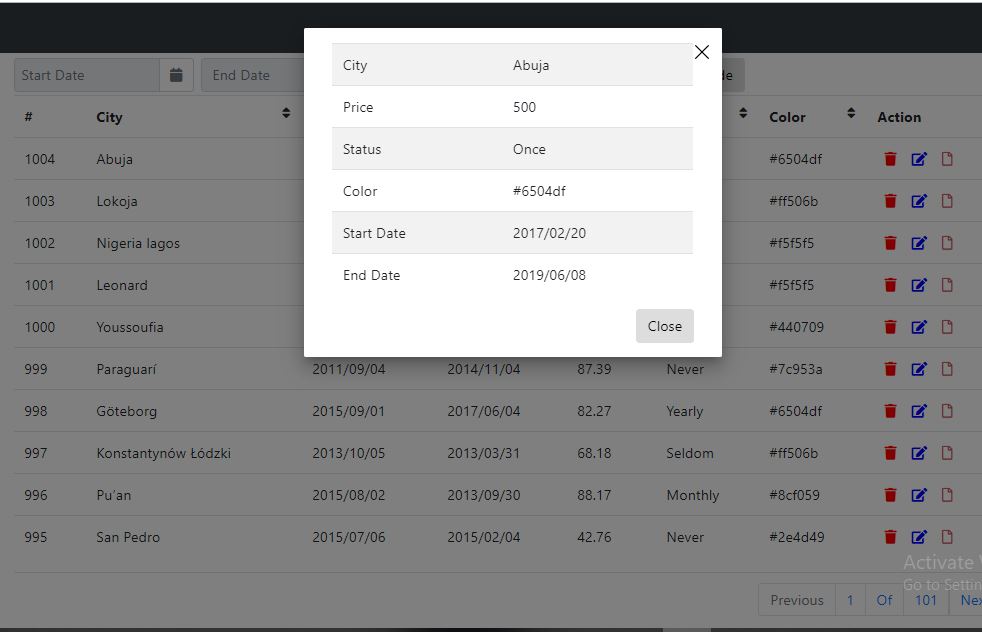 Start Date End Date de
# City Color Action
1004 Abuja #6504df
1003 Lokoja #ff506b
1002 Nigeria lagos #f5f5f5
1001 Leonard #f5f5f5
1000 Youssoufia #440709
999 Paraguarí 2011/09/04 2014/11/04 87.39 Never #7c953a
998 Göteborg 2015/09/01 2017/06/04 82.27 Yearly #6504df
997 Konstantynów Łódzki 2013/10/05 2013/03/31 68.18 Seldom #ff506b
996 Pu'an 2015/08/02 2013/09/30 88.17 Monthly #8cf059
995 San Pedro 2015/07/06 2015/02/04 42.76 Never #2e4d49
City Abuja
Price 500
Status Once
Color #6504df
Start Date 2017/02/20
End Date 2019/06/08
Close
Activate W
Go to Settin
Previous 1 Of 101 Nex